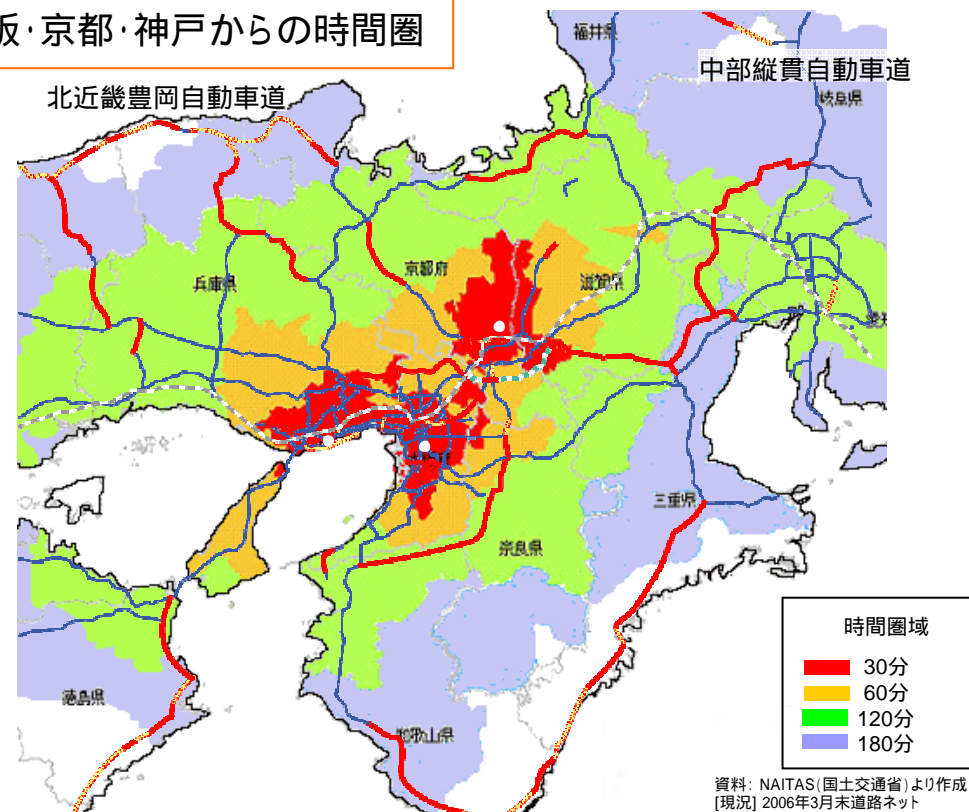 阪・京都・神戸からの時間圏
福井県
中部縦貫自動車道
岐阜県
北近畿豊岡自動車道
京都府
兵庫県
滋賀県
三重県
奈良県
徳島県
和歌山県
時間圏域
30分
60分
120分
180分
資料: NAITAS(国土交通省)より作成
[現況] 2006年3月末道路ネット